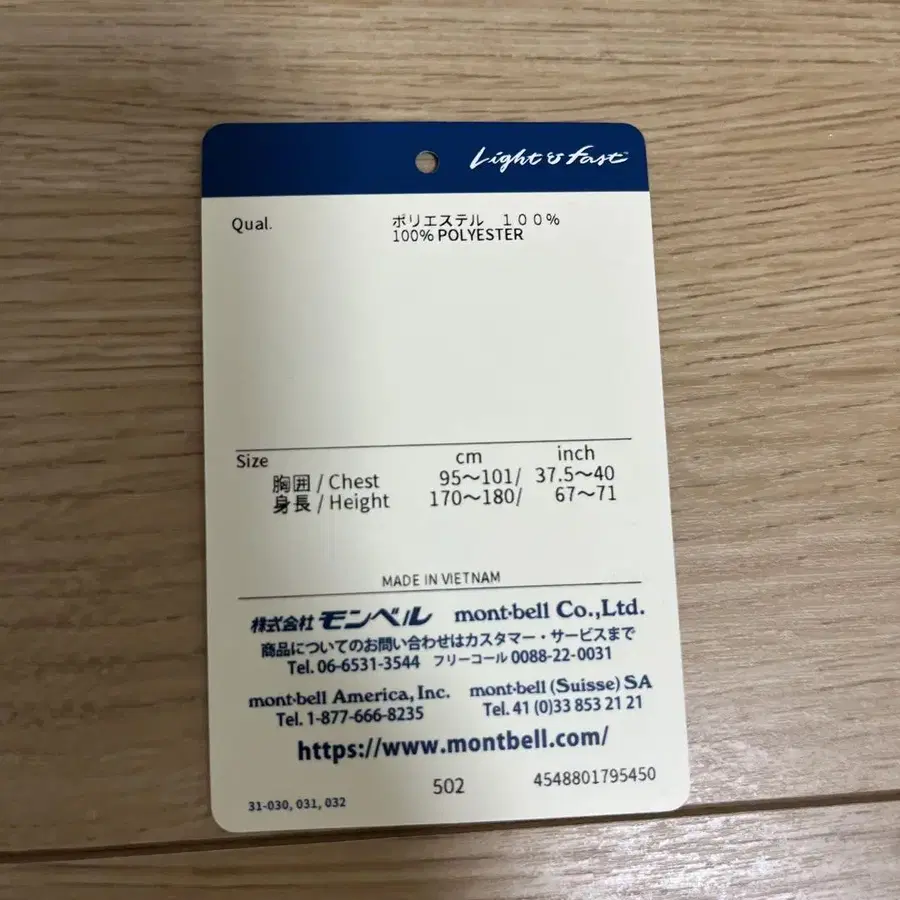 Light & fast™
Qual. ポリエステル　１００％
100% POLYESTER
Size cm inch
胸囲 / Chest 95〜101/ 37.5〜40
身長 / Height 170〜180/ 67〜71
MADE IN VIETNAM
株式会社 モンベル mont-bell Co.,Ltd.
商品についてのお問い合わせはカスタマー・サービスまで
Tel. 06-6531-3544 フリーコール 0088-22-0031
mont-bell America, Inc. mont-bell (Suisse) SA
Tel. 1-877-666-8235 Tel. 41 (0)33 853 21 21
https://www.montbell.com/
31-030, 031, 032 502 4548801795450